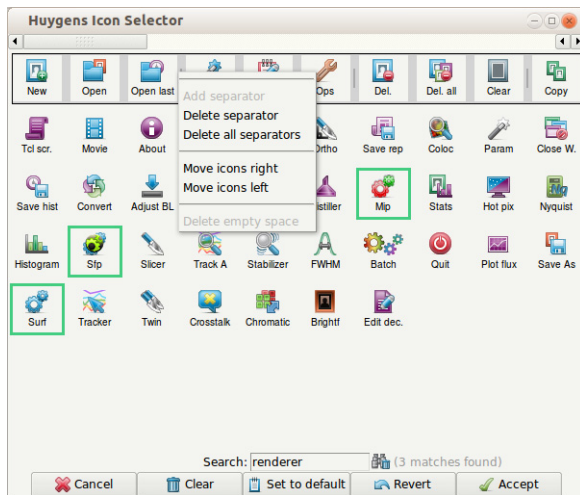 Huygens Icon Selector
New Open Open last Ops Del. Del. all Clear Copy
Add separator
Delete separator
Delete all separators
Move icons right
Move icons left
Delete empty space
Tcl scr. Movie About Ortho Save rep Coloc Param Close W.
Save hist Convert Adjust BL istiller Mip Stats Hot pix Nyquist
Histogram Sfp Slicer Track A Stabilizer FWHM Batch Quit Plot flux Save As
Surf Tracker Twin Crosstalk Chromatic Brightf Edit dec.
Search: renderer (3 matches found)
Cancel Clear Set to default Revert Accept